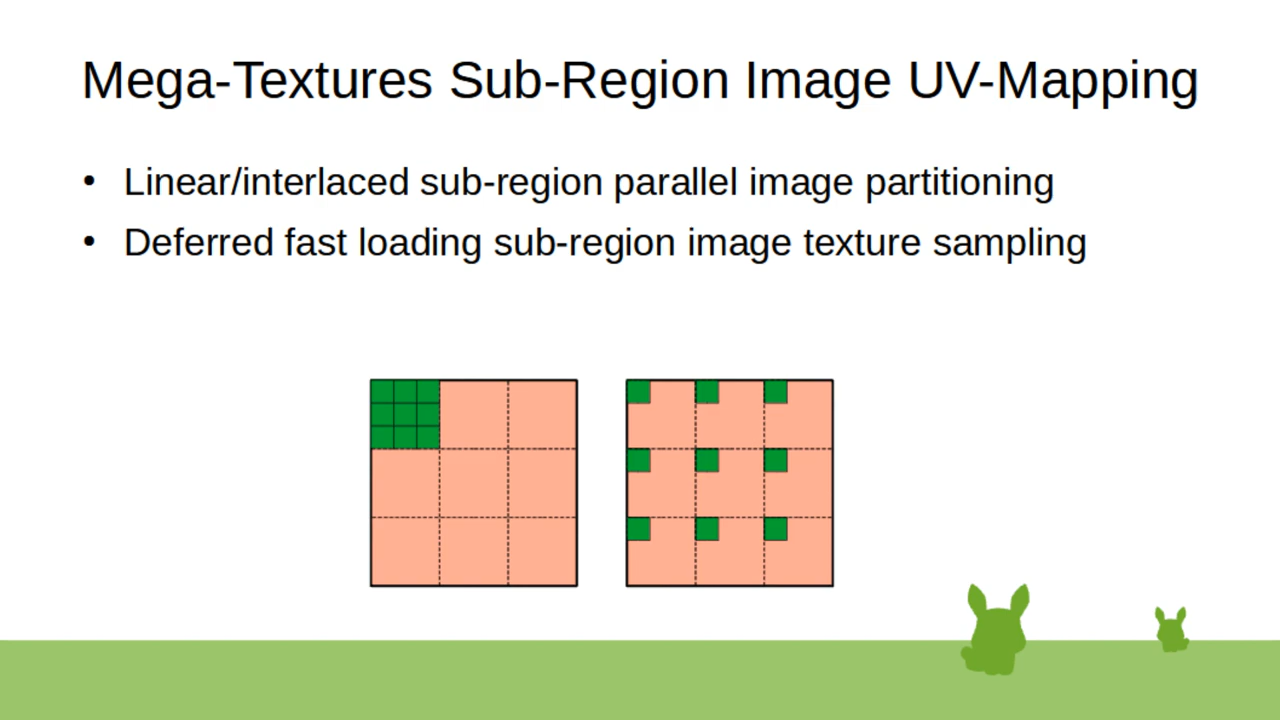 Mega-Textures Sub-Region Image UV-Mapping
• Linear/interlaced sub-region parallel image partitioning
• Deferred fast loading sub-region image texture sampling